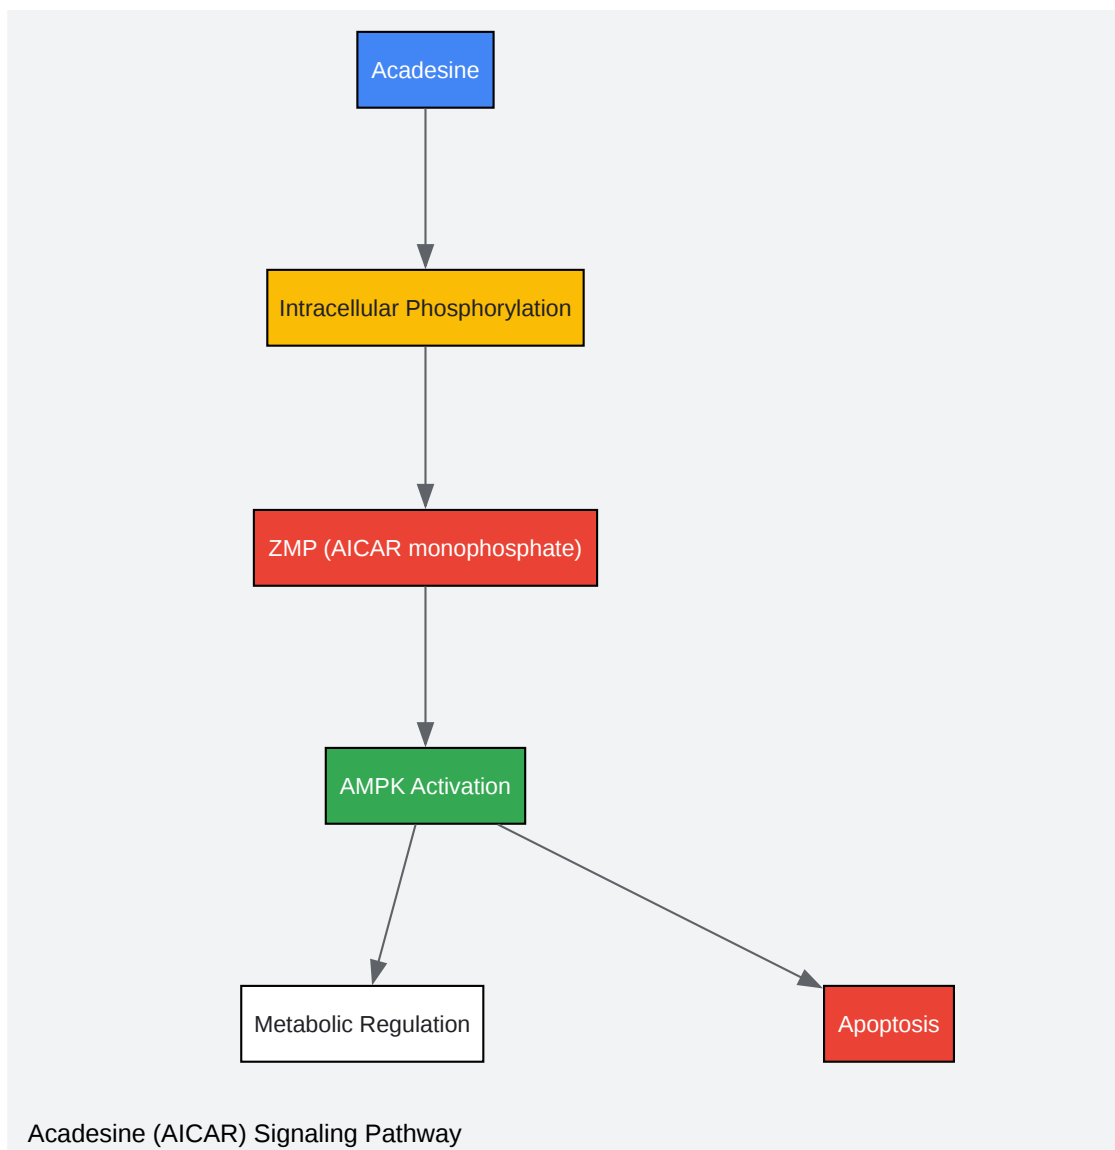 Acadesine
Intracellular Phosphorylation
ZMP (AICAR monophosphate)
AMPK Activation
Metabolic Regulation
Apoptosis
Acadesine (AICAR) Signaling Pathway